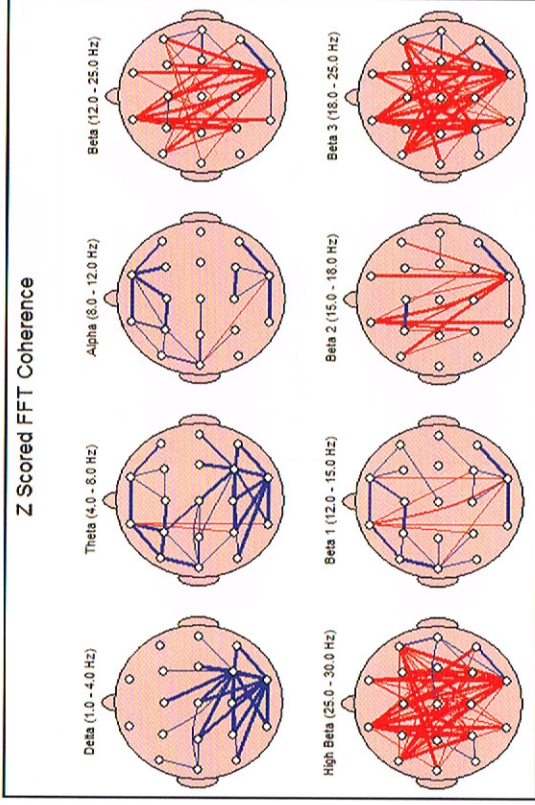 Z Scored FFT Coherence
Delta (1.0 - 4.0 Hz)
Theta (4.0 - 8.0 Hz)
Alpha (8.0 - 12.0 Hz)
Beta (12.0 - 25.0 Hz)
High Beta (25.0 - 30.0 Hz)
Beta 1 (12.0 - 15.0 Hz)
Beta 2 (15.0 - 18.0 Hz)
Beta 3 (18.0 - 25.0 Hz)